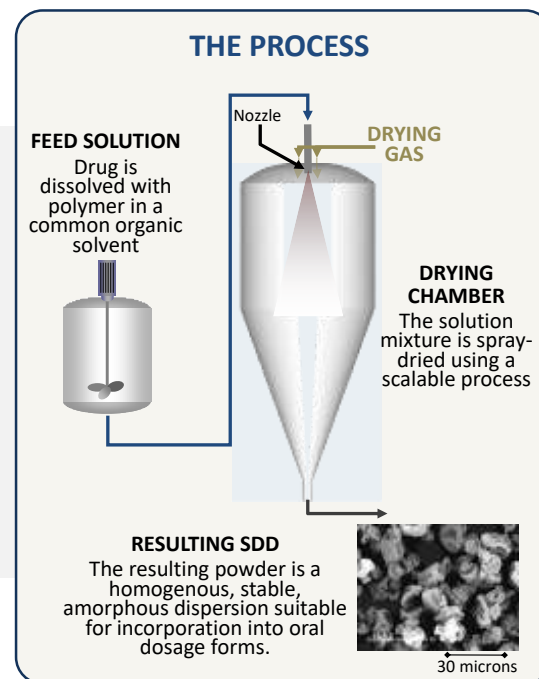 THE PROCESS
Nozzle
DRYING
GAS
FEED SOLUTION
Drug is
dissolved with
polymer in a
common organic
solvent
DRYING
CHAMBER
The solution
mixture is spray-
dried using a
scalable process
RESULTING SDD
The resulting powder is a
homogenous, stable,
amorphous dispersion suitable
for incorporation into oral
dosage forms.
30 microns